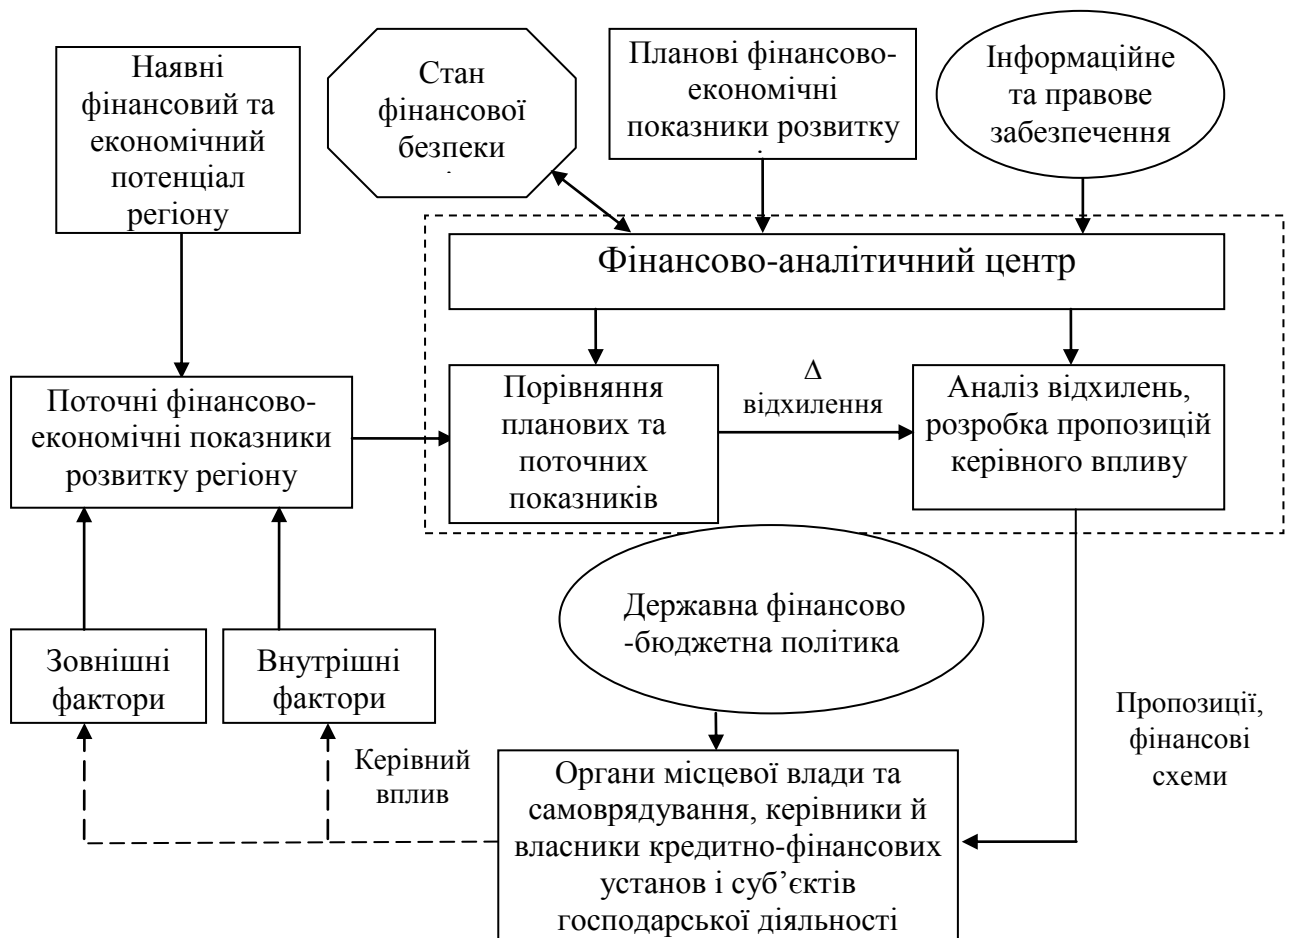 Наявні
фінансовий та
економічний
потенціал
регіону
Стан
фінансової
безпеки
Планові фінансово-
економічні
показники розвитку
Інформаційне
та правове
забезпечення
Фінансово-аналітичний центр
Поточні фінансово-
економічні показники
розвитку регіону
Порівняння
планових та
поточних
показників
Δ
відхилення
Аналіз відхилень,
розробка пропозицій
керівного впливу
Державна фінансово
-бюджетна політика
Зовнішні
фактори
Внутрішні
фактори
Керівний
вплив
Пропозиції,
фінансові
схеми
Органи місцевої влади та
самоврядування, керівники й
власники кредитно-фінансових
установ і суб’єктів
господарської діяльності